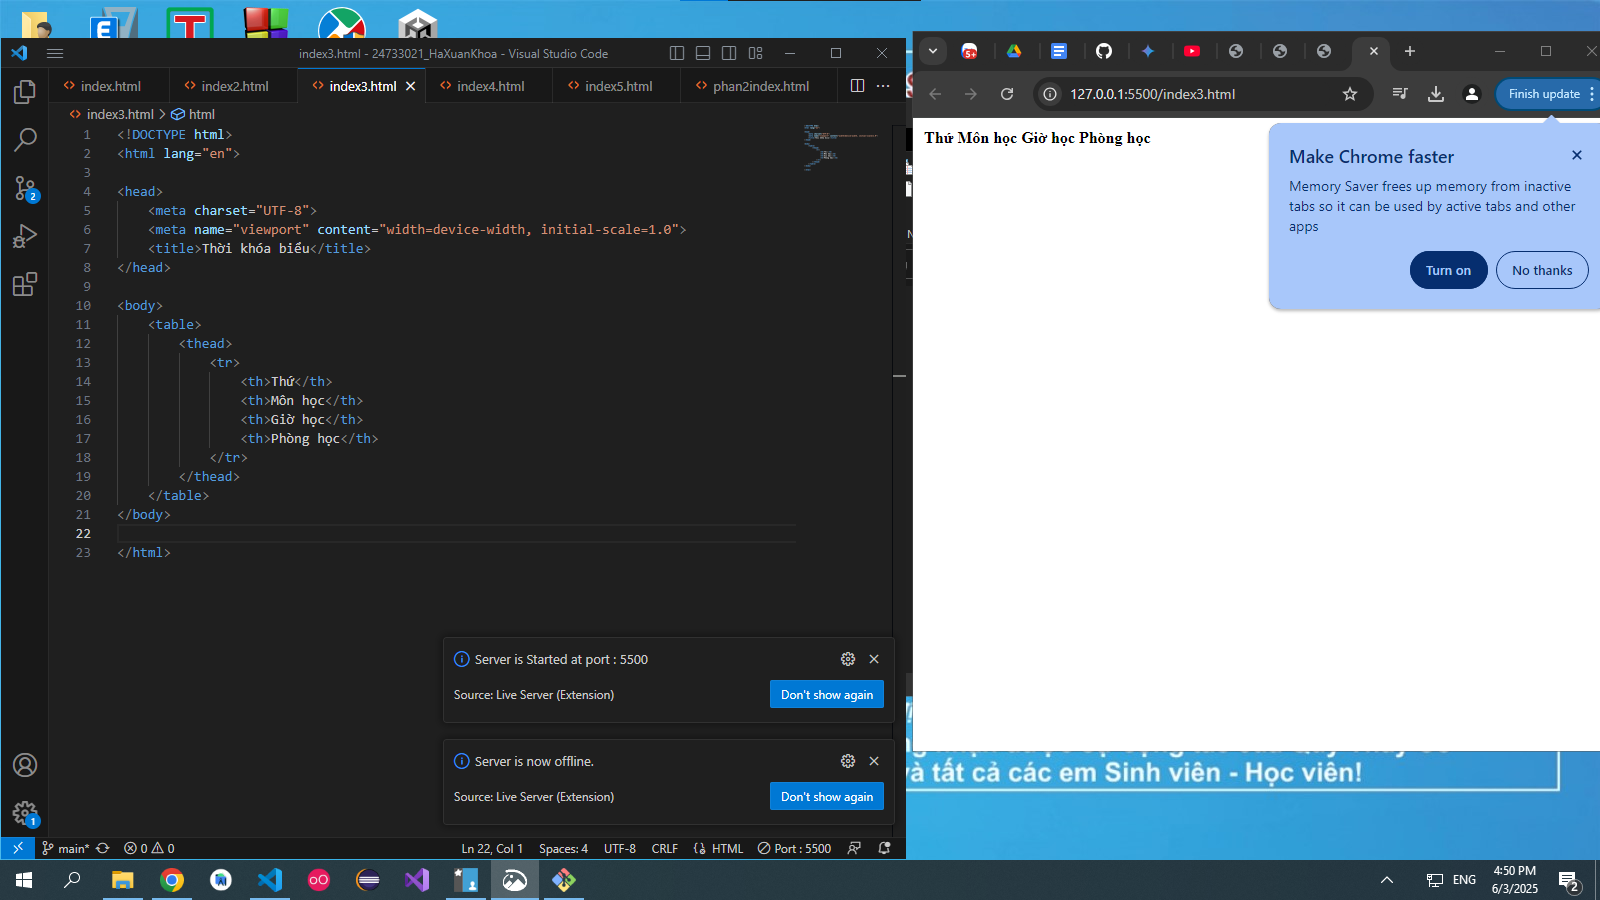 index3.html - 24733021_HaXuanKhoa - Visual Studio Code
index.html
index2.html
index3.html
index4.html
index5.html
phan2index.html
index3.html > html
1 <!DOCTYPE html>
2 <html lang="en">
3
4 <head>
5 <meta charset="UTF-8">
6 <meta name="viewport" content="width=device-width, initial-scale=1.0">
7 <title>Thời khóa biểu</title>
8 </head>
9
10 <body>
11 <table>
12 <thead>
13 <tr>
14 <th>Thứ</th>
15 <th>Môn học</th>
16 <th>Giờ học</th>
17 <th>Phòng học</th>
18 </tr>
19 </thead>
20 </table>
21 </body>
22
23 </html>
2
1
Server is Started at port : 5500
Source: Live Server (Extension)
Don't show again
Server is now offline.
Source: Live Server (Extension)
Don't show again
main* 0 0
Ln 22, Col 1 Spaces: 4 UTF-8 CRLF HTML Port : 5500
127.0.0.1:5500/index3.html
Finish update
Thứ Môn học Giờ học Phòng học
Make Chrome faster
Memory Saver frees up memory from inactive
tabs so it can be used by active tabs and other
apps
Turn on
No thanks
và tất cả các em Sinh viên - Học viên!
ENG
4:50 PM
6/3/2025
2